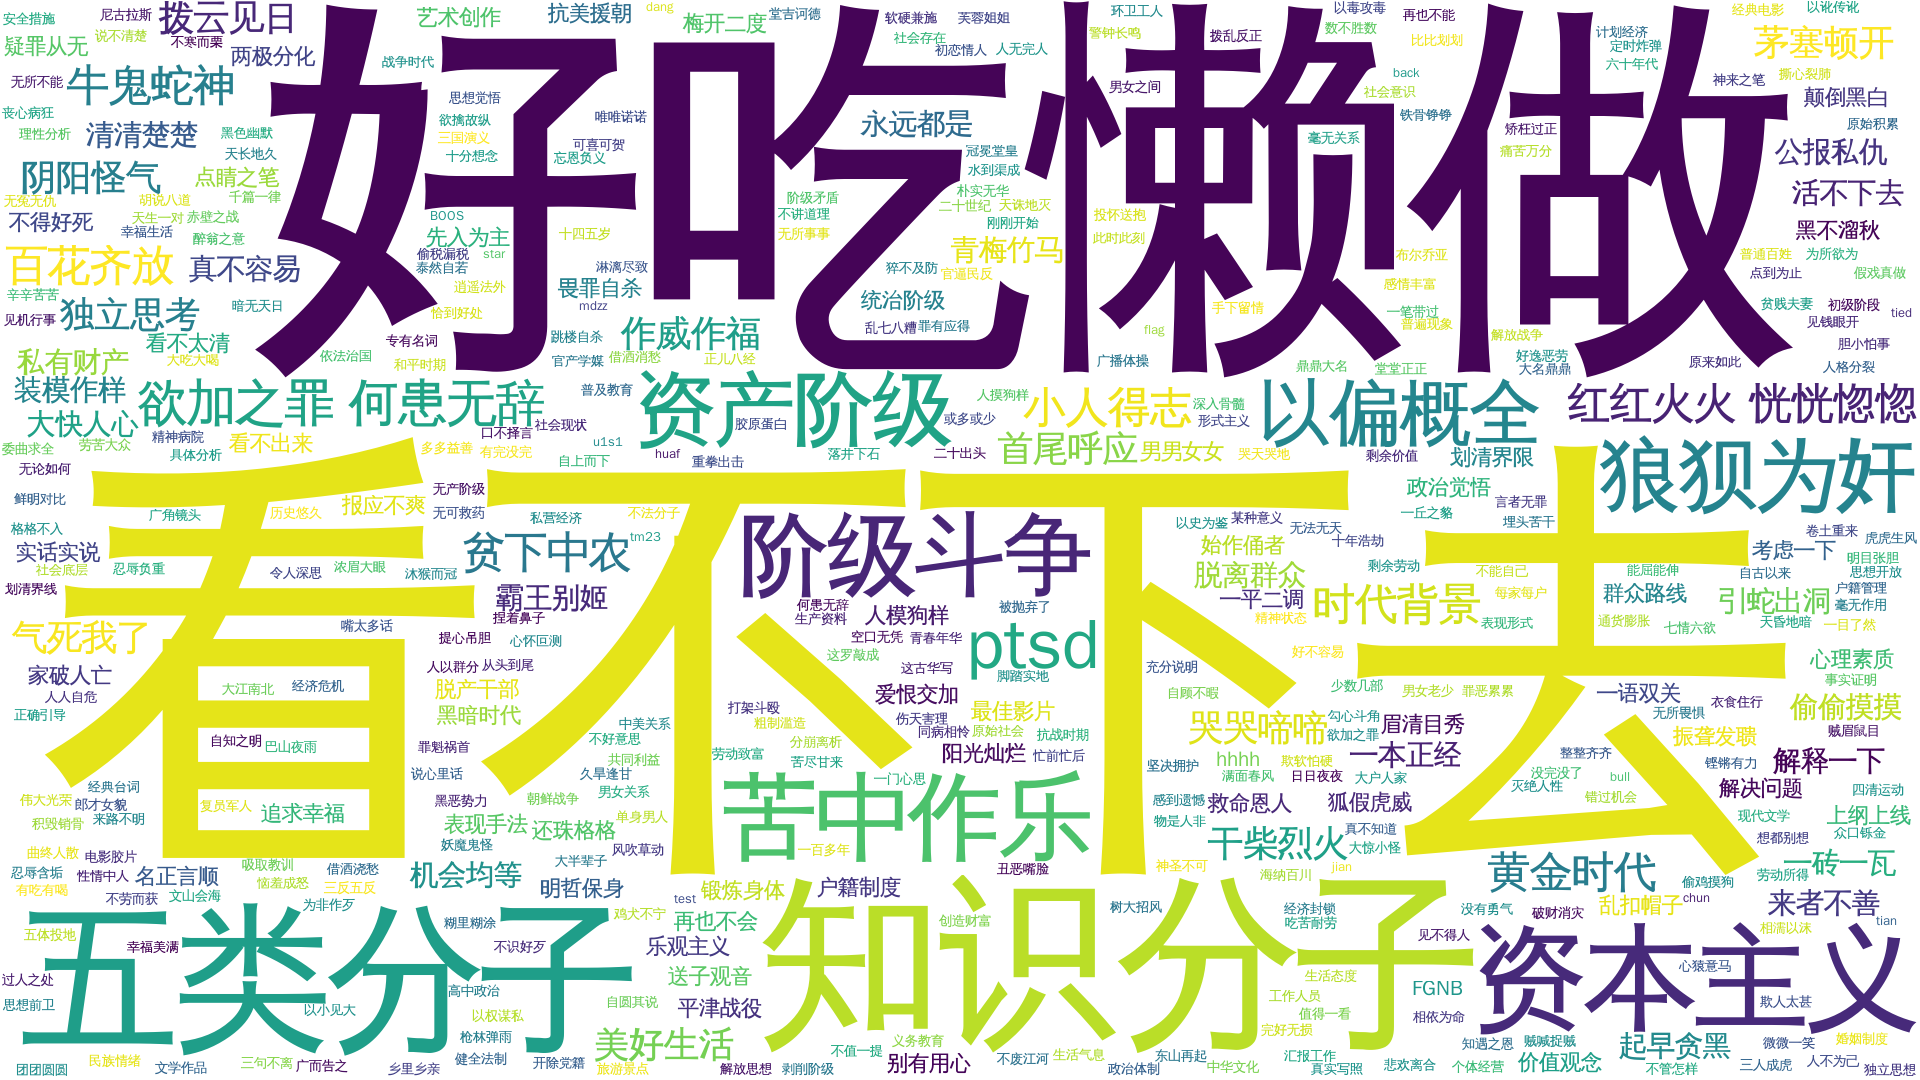 好吃懒做
看不下去
五类分子
知识分子
资本主义
资产阶级
阶级斗争
苦中作乐
狼狈为奸
以偏概全
欲加之罪 何患无辞
红红火火 恍恍惚惚
ptsd
牛鬼蛇神
百花齐放
阴阳怪气
拨云见日
茅塞顿开
疑罪从无
两极分化
清清楚楚
点睛之笔
不得好死
真不容易
独立思考
看不太清
私有财产
装模作样
大快人心
作威作福
畏罪自杀
先入为主
永远都是
青梅竹马
统治阶级
小人得志
首尾呼应
男男女女
颠倒黑白
公报私仇
活不下去
黑不溜秋
划清界限
政治觉悟
看不出来
报应不爽
贫下中农
霸王别姬
实话实说
气死我了
家破人亡
脱产干部
黑暗时代
人模狗样
爱恨交加
最佳影片
阳光灿烂
始作俑者
脱离群众
一平二调
时代背景
群众路线
引蛇出洞
考虑一下
心理素质
一语双关
偷偷摸摸
振聋发聩
解释一下
解决问题
上纲上线
一砖一瓦
来者不善
乱扣帽子
黄金时代
哭哭啼啼
眉清目秀
一本正经
hhhh
救命恩人
狐假虎威
干柴烈火
追求幸福
表现手法
还珠格格
机会均等
明哲保身
名正言顺
锻炼身体
户籍制度
再也不会
乐观主义
送子观音
平津战役
美好生活
别有用心
FGNB
起早贪黑
价值观念
艺术创作
抗美援朝
梅开二度
安全措施
尼古拉斯
说不清楚
不寒而栗
无所不能
战争时代
dang
堂吉诃德
软硬兼施
芙蓉姐姐
社会存在
初恋情人
人无完人
环卫工人
警钟长鸣
拨乱反正
以毒攻毒
再也不能
数不胜数
比比划划
经典电影
以讹传讹
计划经济
定时炸弹
六十年代
撕心裂肺
神来之笔
丧心病狂
理性分析
黑色幽默
天长地久
思想觉悟
欲擒故纵
三国演义
十分想念
唯唯诺诺
可喜可贺
忘恩负义
冠冕堂皇
水到渠成
男女之间
back
社会意识
铁骨铮铮
毫无关系
矫枉过正
痛苦万分
原始积累
千篇一律
无冤无仇
胡说八道
天生一对
赤壁之战
幸福生活
醉翁之意
BOOS
偷税漏税
star
泰然自若
十四五岁
淋漓尽致
阶级矛盾
不讲道理
无所事事
朴实无华
二十世纪
天诛地灭
刚刚开始
投怀送抱
此时此刻
猝不及防
官逼民反
布尔乔亚
感情丰富
普通百姓
为所欲为
点到为止
假戏真做
辛辛苦苦
见机行事
暗无天日
逍遥法外
恰到好处
mdzz
跳楼自杀
专有名词
大吃大喝
依法治国
和平时期
官产学媒
借酒消愁
正儿八经
乱七八糟
罪有应得
手下留情
flag
广播体操
一笔带过
普遍现象
解放战争
贫贱夫妻
初级阶段
tied
见钱眼开
胆小怕事
好逸恶劳
原来如此
大名鼎鼎
人格分裂
鼎鼎大名
堂堂正正
普及教育
人摸狗样
深入骨髓
或多或少
形式主义
胶原蛋白
委曲求全
劳苦大众
精神病院
具体分析
多多益善
口不择言
社会现状
有完没完
u1s1
自上而下
huaf
重拳出击
落井下石
二十出头
哭天哭地
剩余价值
无论如何
鲜明对比
广角镜头
历史悠久
无产阶级
无可救药
私营经济
不法分子
tm23
言者无罪
一丘之貉
埋头苦干
以史为鉴
某种意义
无法无天
十年浩劫
卷土重来
虎虎生风
明目张胆
格格不入
社会底层
忍辱负重
令人深思
浓眉大眼
沐猴而冠
划清界线
剩余劳动
不能自己
能屈能伸
自古以来
思想开放
户籍管理
毫无作用
每家每户
精神状态
表现形式
通货膨胀
七情六欲
天昏地暗
一目了然
何患无辞
生产资料
被抛弃了
空口无凭
青春年华
捏着鼻子
提心吊胆
心怀叵测
嘴太多话
人以群分
从头到尾
这罗敲成
这古华写
脚踏实地
充分说明
好不容易
自顾不暇
少数几部
男女老少
罪恶累累
事实证明
衣食住行
无所畏惧
贼眉鼠目
人人自危
正确引导
大江南北
经济危机
自知之明
巴山夜雨
罪魁祸首
说心里话
中美关系
不好意思
共同利益
打架斗殴
粗制滥造
伤天害理
同病相怜
原始社会
抗战时期
忙前忙后
劳动致富
分崩离析
苦尽甘来
勾心斗角
欲加之罪
欺软怕硬
坚决拥护
满面春风
日日夜夜
大户人家
整整齐齐
没完没了
bull
铿锵有力
灭绝人性
错过机会
四清运动
现代文学
想都别想
众口铄金
经典台词
伟大光荣
郎才女貌
复员军人
积毁销骨
来路不明
黑恶势力
朝鲜战争
久旱逢甘
男女关系
单身男人
一门心思
感到遗憾
物是人非
真不知道
大惊小怪
曲终人散
电影胶片
吸取教训
妖魔鬼怪
大半辈子
风吹草动
一百多年
丑恶嘴脸
神圣不可
jian
海纳百川
劳动所得
偷鸡摸狗
忍辱含垢
性情中人
恼羞成怒
借酒浇愁
有吃有喝
不劳而获
文山会海
三反五反
为非作歹
test
糊里糊涂
鸡犬不宁
创造财富
树大招风
经济封锁
吃苦耐劳
没有勇气
破财消灾
chun
tian
相濡以沫
五体投地
幸福美满
不识好歹
见不得人
过人之处
思想前卫
以小见大
以权谋私
高中政治
自圆其说
生活态度
工作人员
值得一看
心猿意马
欺人太甚
相依为命
枪林弹雨
健全法制
义务教育
完好无损
知遇之恩
贼喊捉贼
微微一笑
婚姻制度
团团圆圆
民族情绪
文学作品
三句不离
广而告之
乡里乡亲
开除党籍
旅游景点
解放思想
不值一提
剥削阶级
不废江河
生活气息
政治体制
东山再起
中华文化
汇报工作
真实写照
悲欢离合
个体经营
不管怎样
三人成虎
人不为己
独立思想